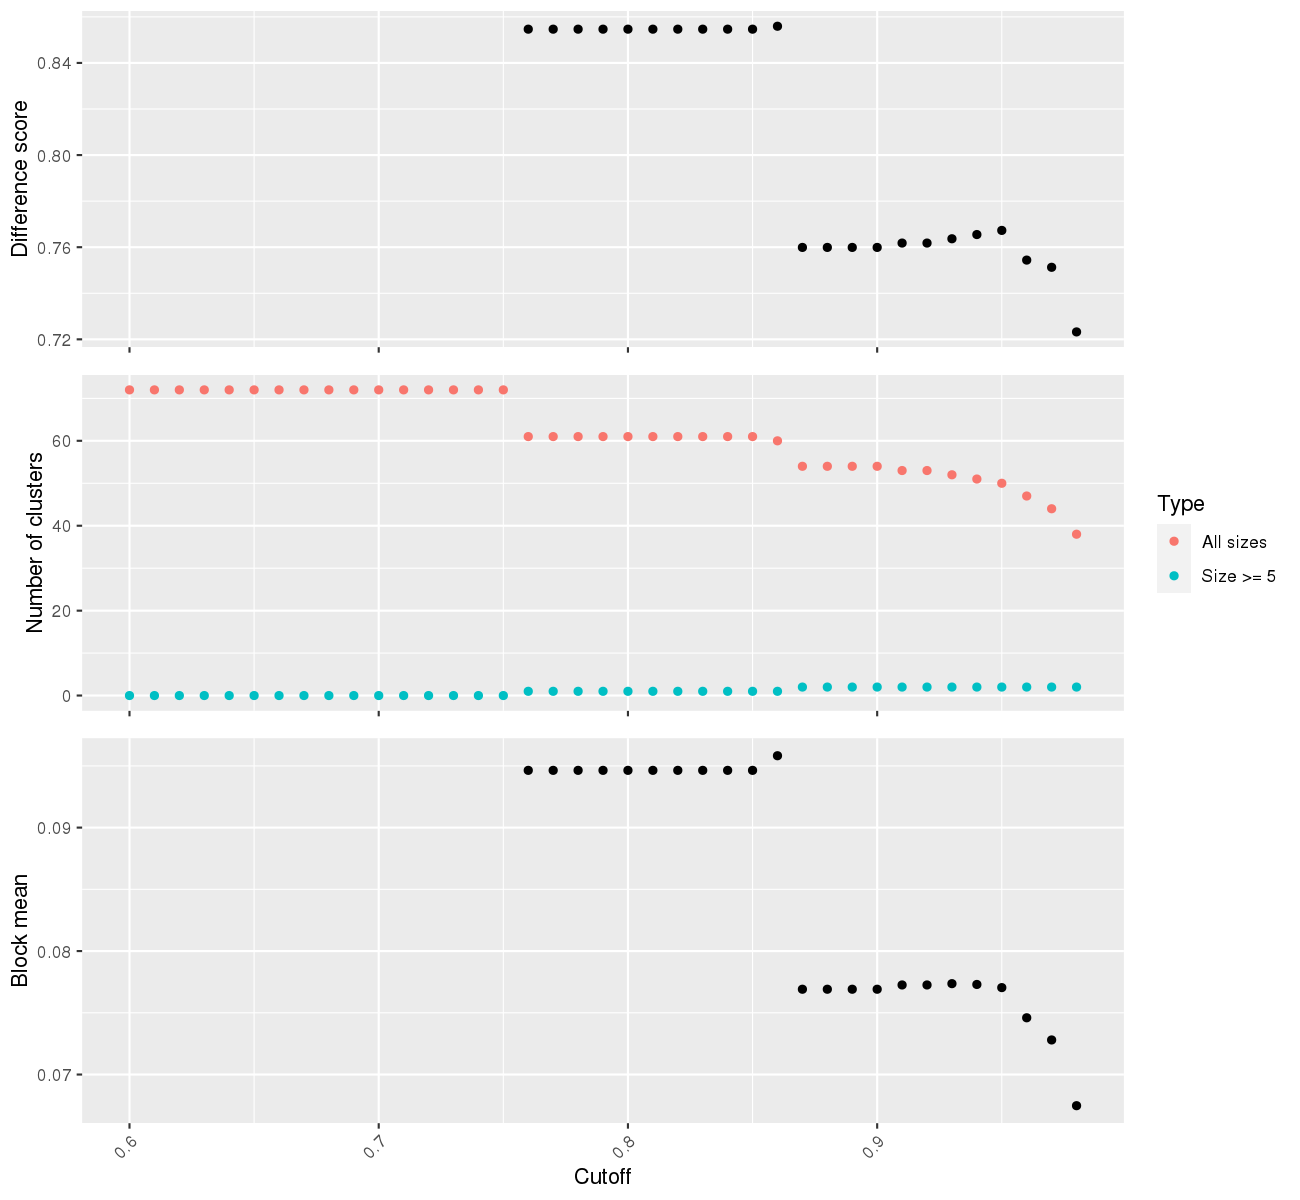 Difference score
0.84
0.80
0.76
0.72
Number of clusters
60
40
20
0
Type
All sizes
Size >= 5
Block mean
0.09
0.08
0.07
0.6
0.7
0.8
0.9
Cutoff